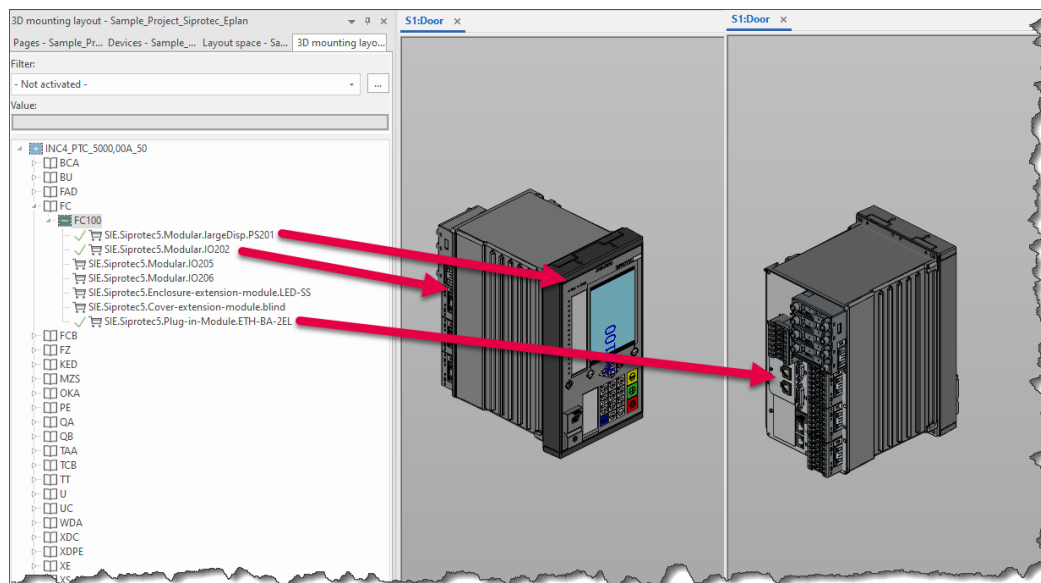 3D mounting layout - Sample_Project_Siprotec_Eplan
Pages - Sample_Pr... Devices - Sample_... Layout space - Sa... 3D mounting layo...
Filter:
- Not activated -
...
Value:
INC4_PTC_5000,00A_50
BCA
BU
FAD
FC
FC100
SIE.Siprotec5.Modular.largeDisp.PS201
SIE.Siprotec5.Modular.IO202
SIE.Siprotec5.Modular.IO205
SIE.Siprotec5.Modular.IO206
SIE.Siprotec5.Enclosure-extension-module.LED-SS
SIE.Siprotec5.Cover-extension-module.blind
SIE.Siprotec5.Plug-in-Module.ETH-BA-2EL
FCB
FZ
KED
MZS
OKA
PE
QA
QB
TAA
TCB
TT
U
UC
WDA
XDC
XDPE
XE
XS
S1:Door
S1:Door